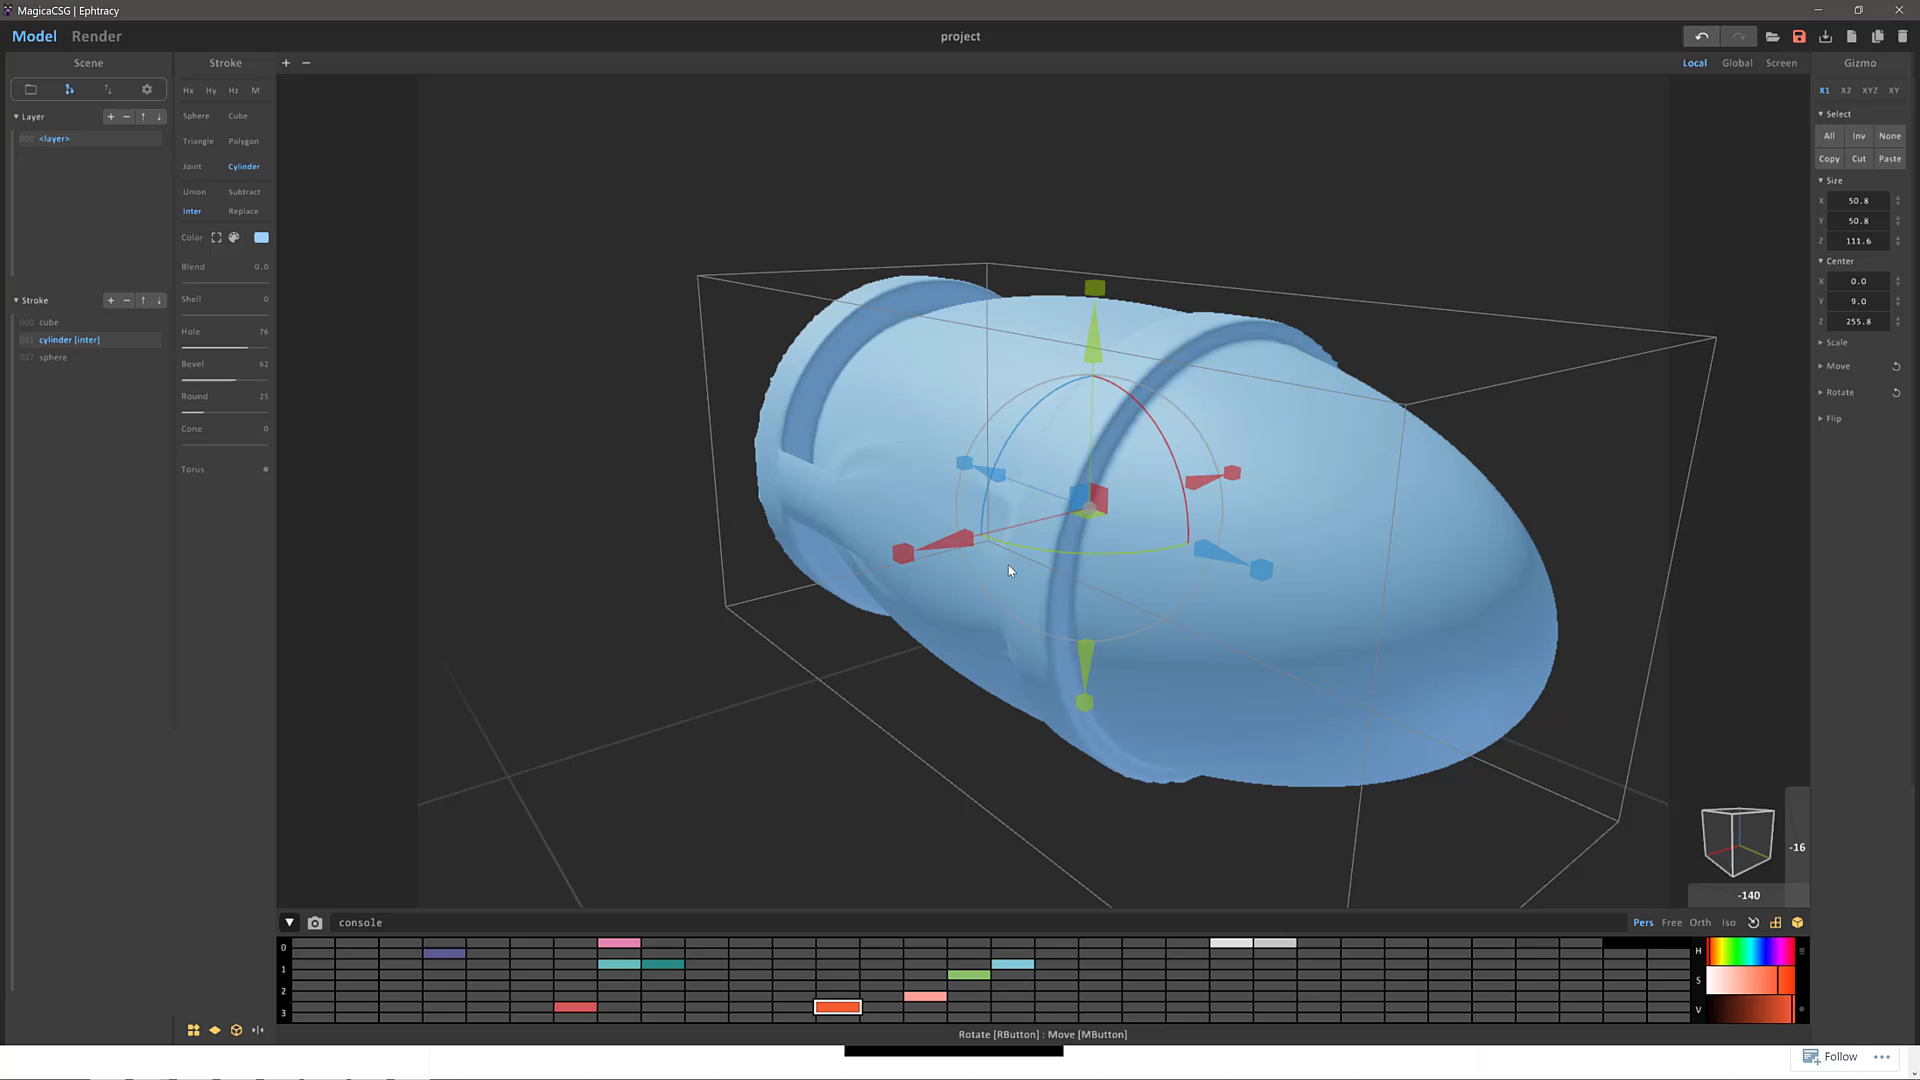 MagicaCSG | Ephtracy
Model Render
project
Scene
Stroke
+ −
Local Global Screen
Gizmo
Hx Hy Hz M
X1 X2 XYZ XY
Layer + − ↑ ↓
000 <layer>
Sphere Cube
Triangle Polygon
Joint Cylinder
Union Subtract
Inter Replace
Color
Blend 0.0
Shell 0
Hole 76
Bevel 62
Round 25
Cone 0
Torus
Stroke + − ↑ ↓
cube
001 cylinder [inter]
sphere
Select
All Inv None
Copy Cut Paste
Size
X 50.8
Y 50.8
Z 111.6
Center
X 0.0
Y 9.0
Z 255.8
Scale
Move
Rotate
Flip
-16
-140
console
Pers Free Orth Iso
0
1
2
3
H
S
V
Rotate [RButton] : Move [MButton]
Follow